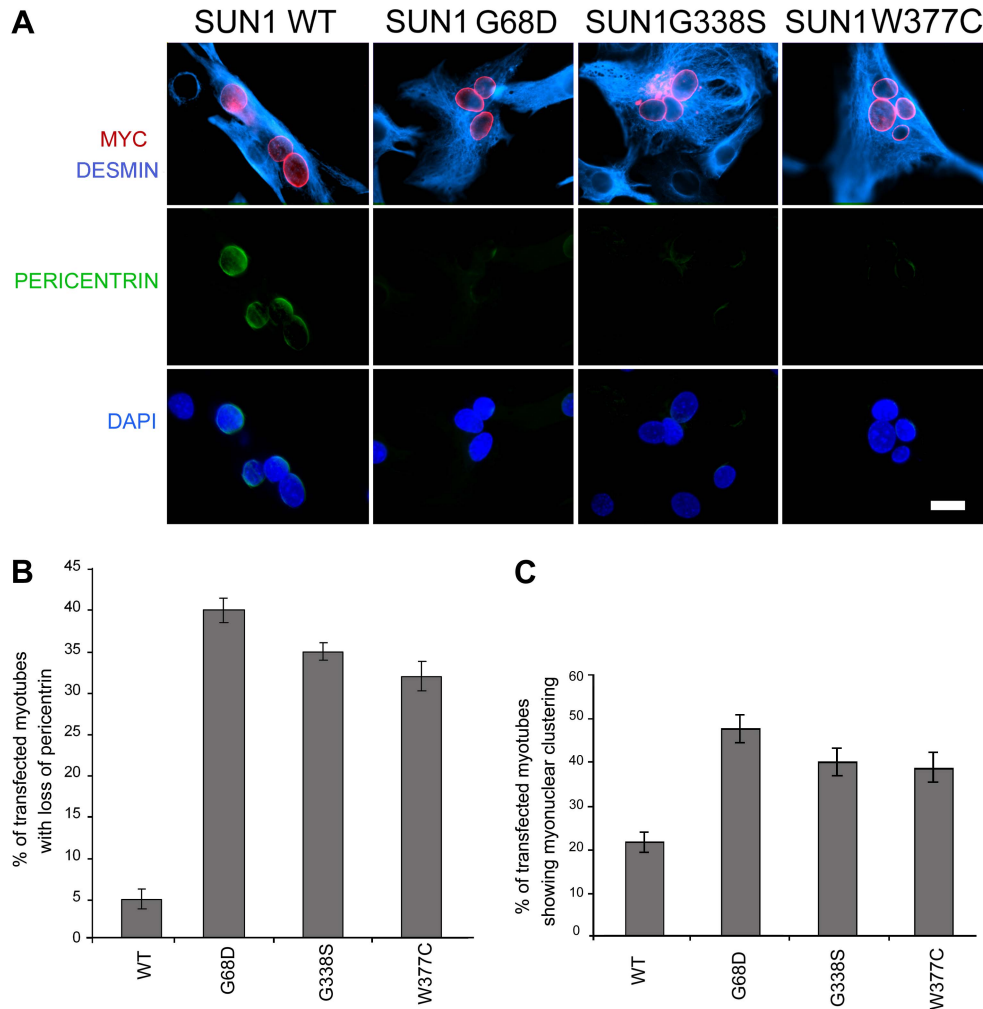 A
SUN1 WT
SUN1 G68D
SUN1G338S
SUN1W377C
MYC
DESMIN
PERICENTRIN
DAPI
B
% of transfected myotubes
with loss of pericentrin
45
40
35
30
25
20
15
10
5
0
WT
G68D
G338S
W377C
C
% of transfected myotubes
showing myonuclear clustering
60
50
40
30
20
10
0
WT
G68D
G338S
W377C